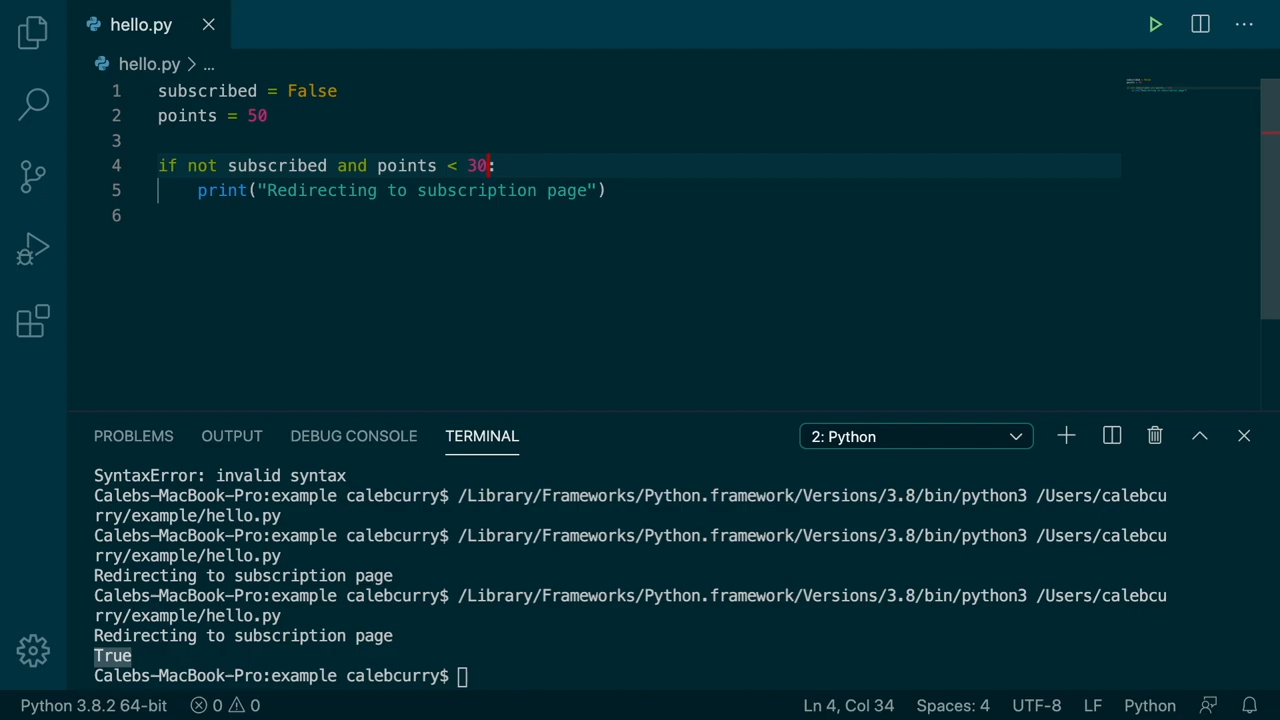 hello.py
hello.py > ...
1 subscribed = False
2 points = 50
3
4 if not subscribed and points < 30:
5 print("Redirecting to subscription page")
6
PROBLEMS OUTPUT DEBUG CONSOLE TERMINAL 2: Python
SyntaxError: invalid syntax
Calebs-MacBook-Pro:example calebcurry$ /Library/Frameworks/Python.framework/Versions/3.8/bin/python3 /Users/calebcu
rry/example/hello.py
Calebs-MacBook-Pro:example calebcurry$ /Library/Frameworks/Python.framework/Versions/3.8/bin/python3 /Users/calebcu
rry/example/hello.py
Redirecting to subscription page
Calebs-MacBook-Pro:example calebcurry$ /Library/Frameworks/Python.framework/Versions/3.8/bin/python3 /Users/calebcu
rry/example/hello.py
Redirecting to subscription page
True
Calebs-MacBook-Pro:example calebcurry$
Python 3.8.2 64-bit 0 0 Ln 4, Col 34 Spaces: 4 UTF-8 LF Python